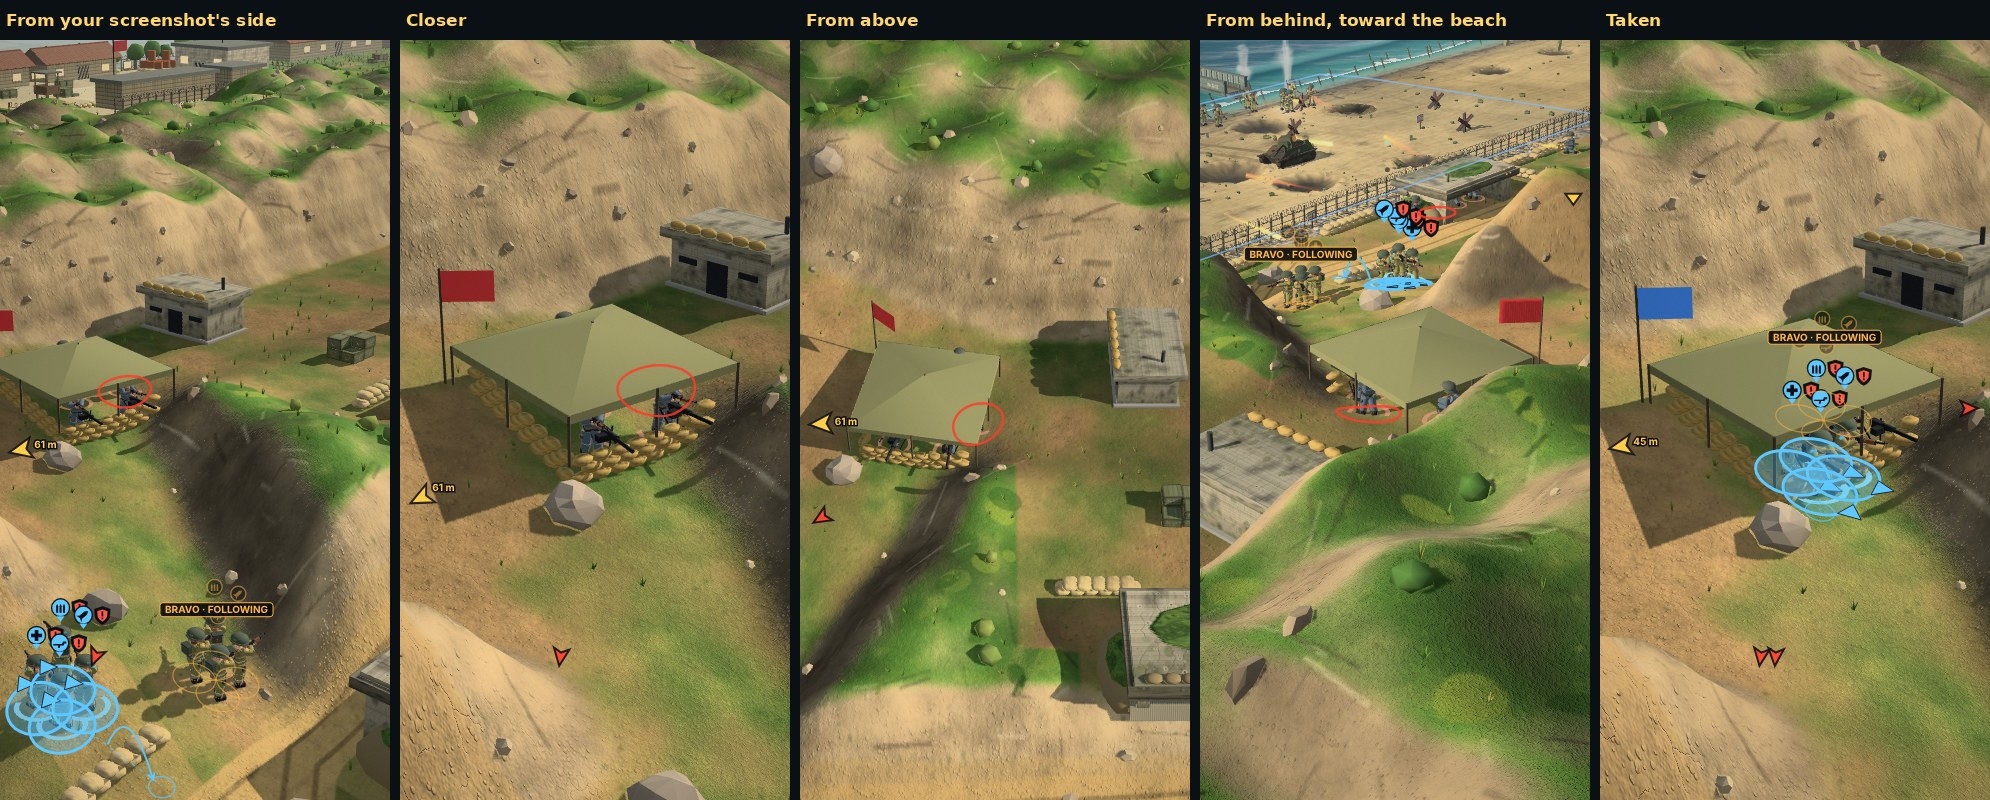 From your screenshot's side
Closer
From above
From behind, toward the beach
Taken
61 m
BRAVO · FOLLOWING
61 m
61 m
BRAVO · FOLLOWING
BRAVO · FOLLOWING
45 m